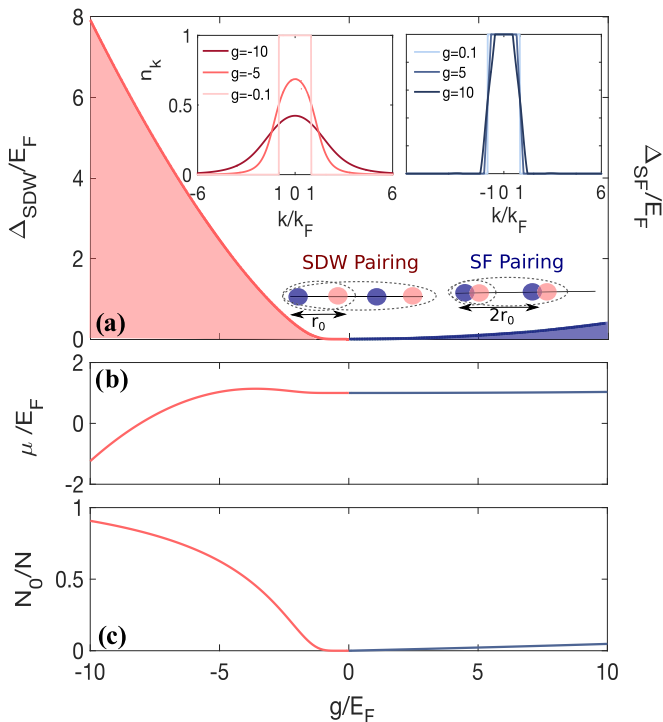 8
6
4
2
0
Δ_SDW/E_F
Δ_SF/E_F
n_k
1
0.5
0
g=-10
g=-5
g=-0.1
-6 1 0 1 6
k/k_F
g=0.1
g=5
g=10
-6 -1 0 1 6
k/k_F
SDW Pairing
SF Pairing
r_0
2r_0
(a)
(b)
2
0
-2
μ/E_F
(c)
1
0.5
0
N_0/N
-10 -5 0 5 10
g/E_F